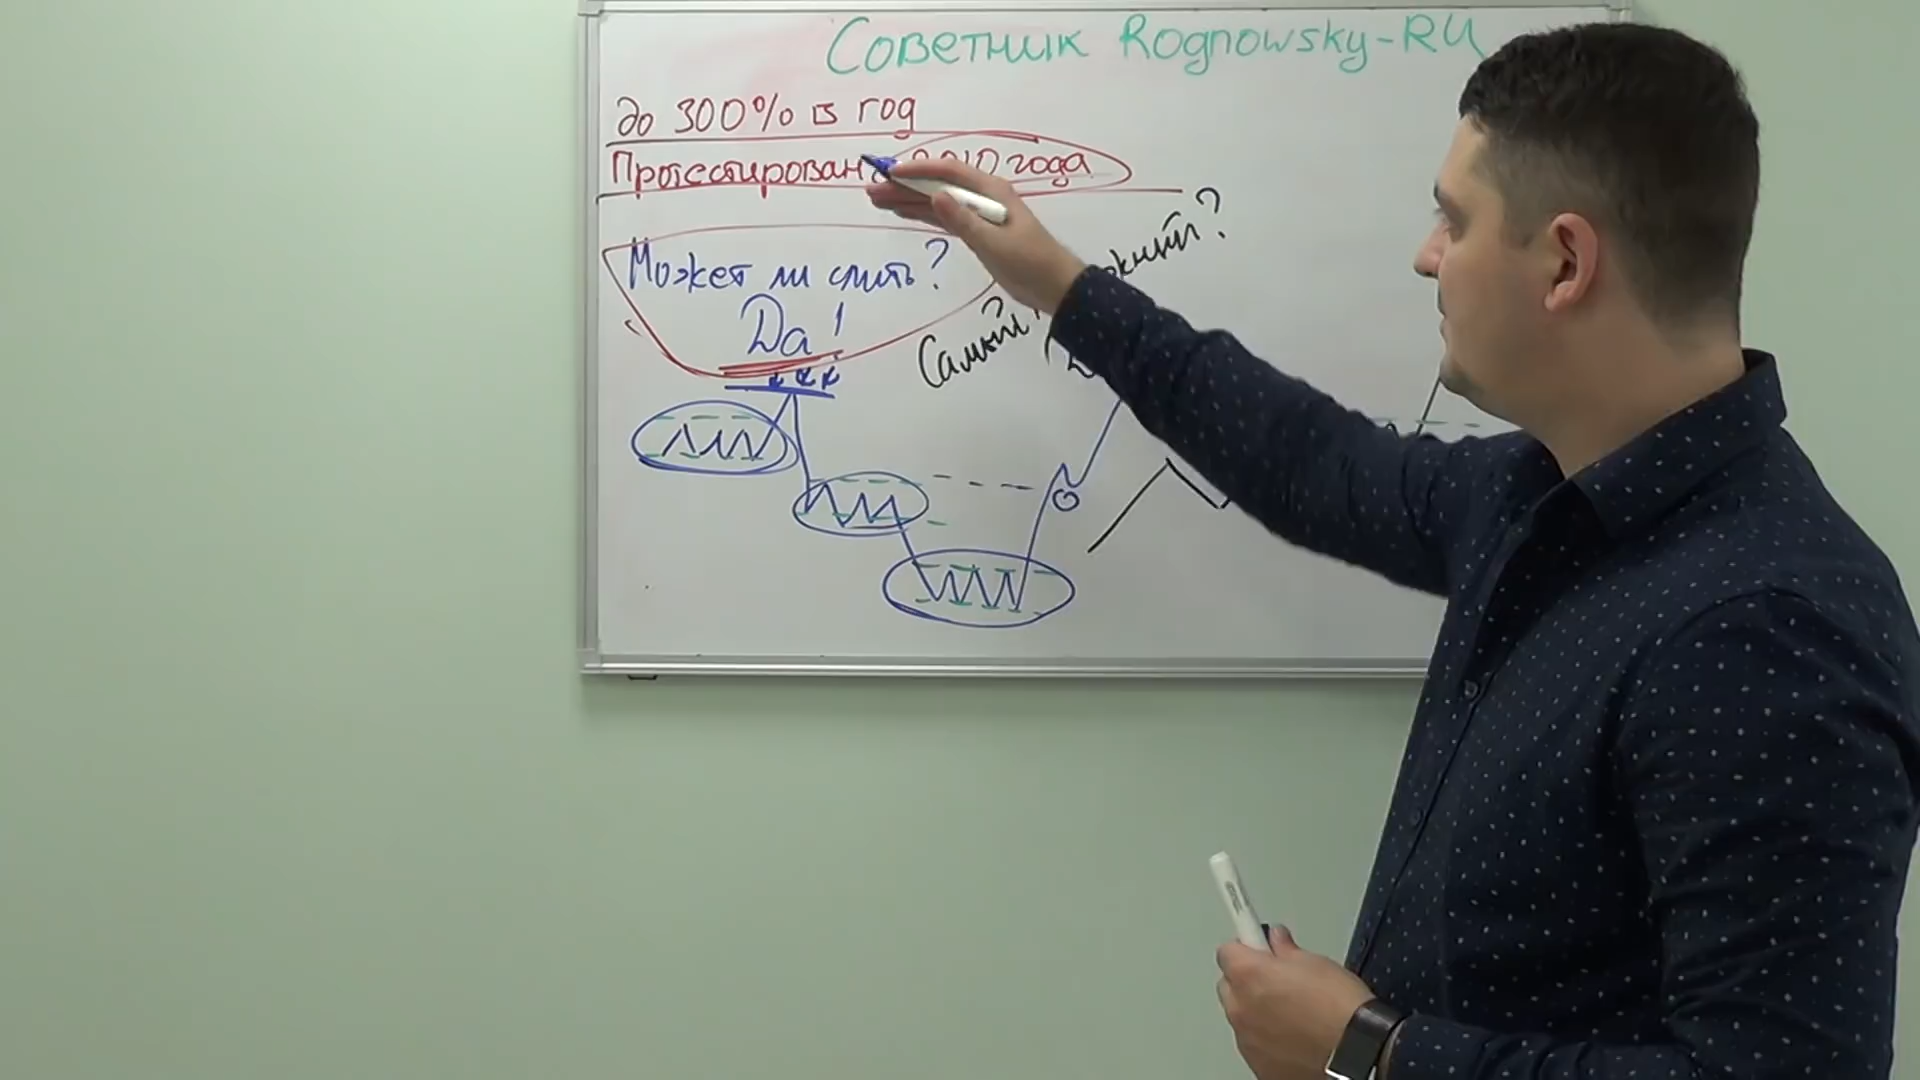 Советник Rognowsky-RU
до 300% в год
Протестирован 2010 года
Может ли слить?
Да!
Самый